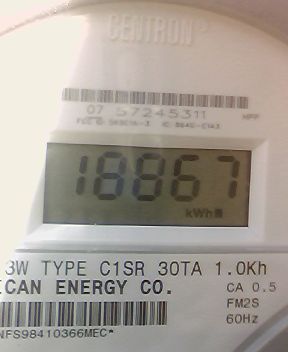 CENTRON®
07 57245311 MFP
18867
kWh
3W TYPE C1SR 30TA 1.0Kh
ICAN ENERGY CO. CA 0.5
FM2S
60Hz
NFS98410366MEC*